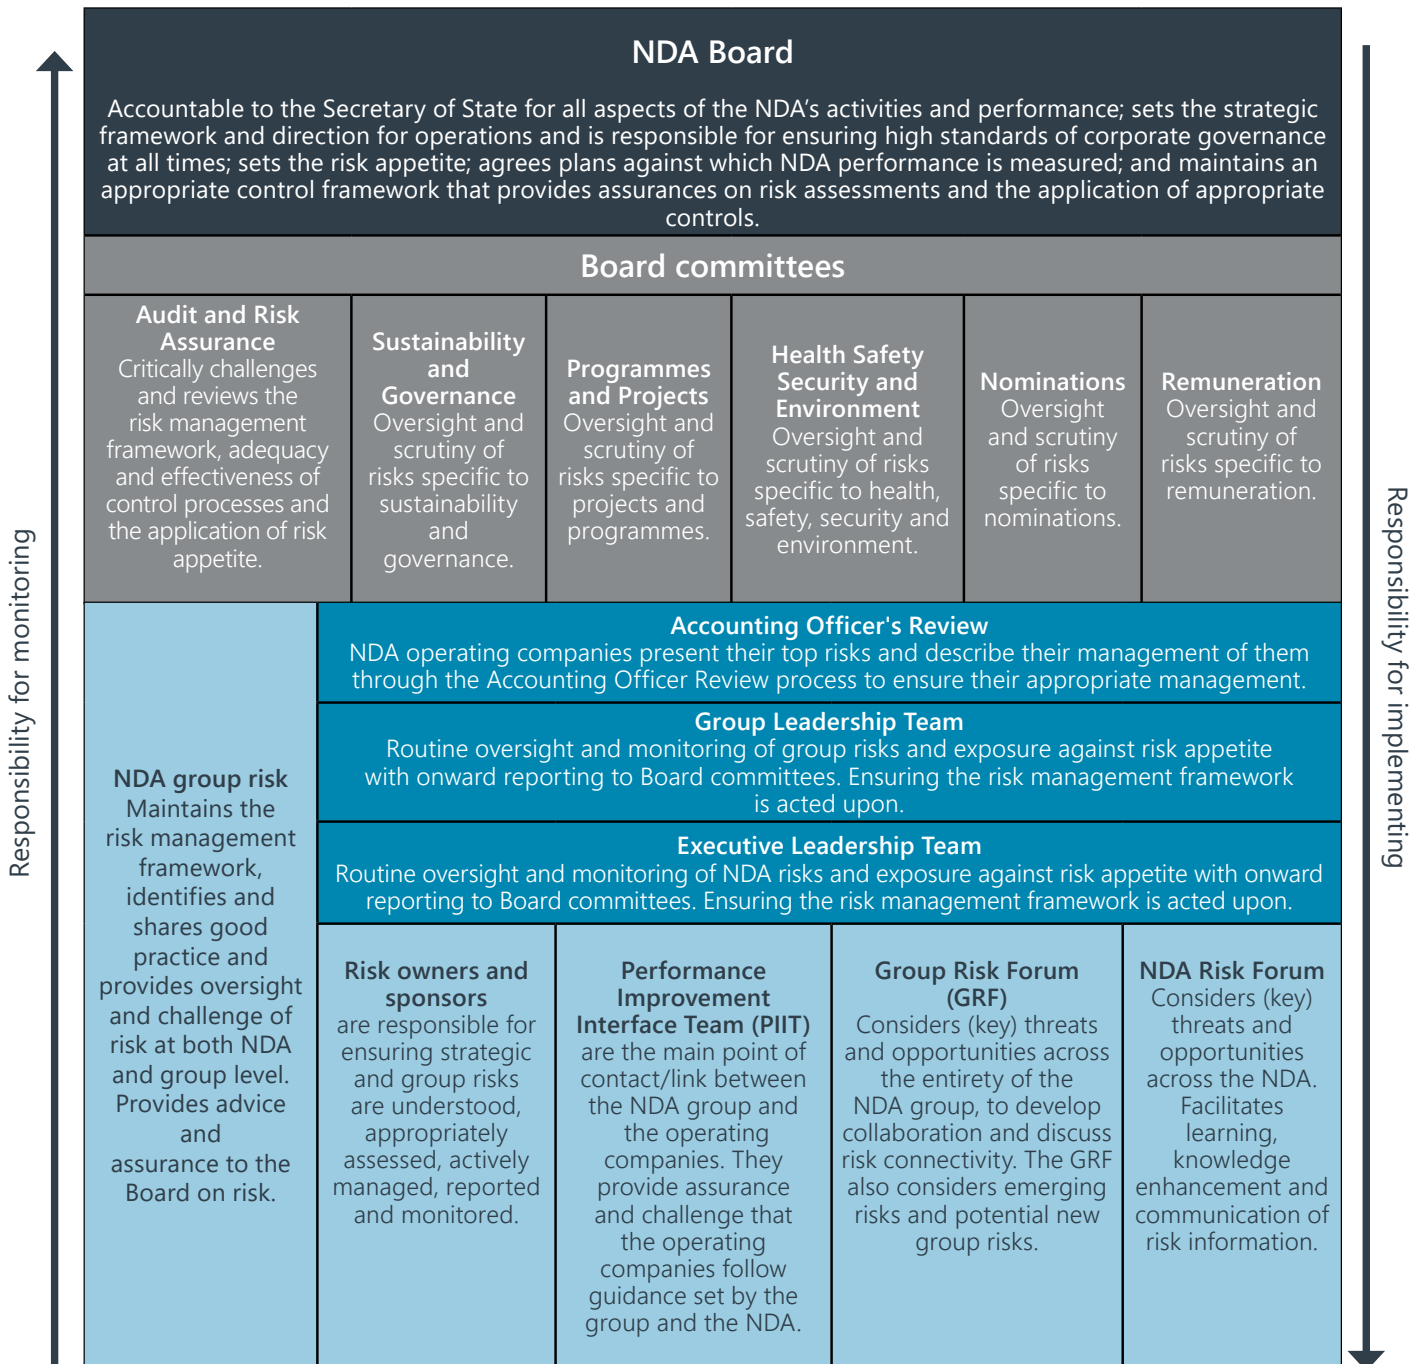 NDA Board
Accountable to the Secretary of State for all aspects of the NDA’s activities and performance; sets the strategic
framework and direction for operations and is responsible for ensuring high standards of corporate governance
at all times; sets the risk appetite; agrees plans against which NDA performance is measured; and maintains an
appropriate control framework that provides assurances on risk assessments and the application of appropriate
controls.
Board committees
Audit and Risk
Assurance
Critically challenges
and reviews the
risk management
framework, adequacy
and effectiveness of
control processes and
the application of risk
appetite.
Sustainability
and
Governance
Oversight and
scrutiny of
risks specific to
sustainability
and
governance.
Programmes
and Projects
Oversight and
scrutiny of
risks specific to
projects and
programmes.
Health Safety
Security and
Environment
Oversight and
scrutiny of risks
specific to health,
safety, security and
environment.
Nominations
Oversight
and scrutiny
of risks
specific to
nominations.
Remuneration
Oversight and
scrutiny of
risks specific to
remuneration.
Responsibility for monitoring
NDA group risk
Maintains the
risk management
framework,
identifies and
shares good
practice and
provides oversight
and challenge of
risk at both NDA
and group level.
Provides advice
and
assurance to the
Board on risk.
Accounting Officer's Review
NDA operating companies present their top risks and describe their management of them
through the Accounting Officer Review process to ensure their appropriate management.
Group Leadership Team
Routine oversight and monitoring of group risks and exposure against risk appetite
with onward reporting to Board committees. Ensuring the risk management framework
is acted upon.
Executive Leadership Team
Routine oversight and monitoring of NDA risks and exposure against risk appetite with onward
reporting to Board committees. Ensuring the risk management framework is acted upon.
Risk owners and
sponsors
are responsible for
ensuring strategic
and group risks
are understood,
appropriately
assessed, actively
managed, reported
and monitored.
Performance
Improvement
Interface Team (PIIT)
are the main point of
contact/link between
the NDA group and
the operating
companies. They
provide assurance
and challenge that
the operating
companies follow
guidance set by the
group and the NDA.
Group Risk Forum
(GRF)
Considers (key) threats
and opportunities across
the entirety of the
NDA group, to develop
collaboration and discuss
risk connectivity. The GRF
also considers emerging
risks and potential new
group risks.
NDA Risk Forum
Considers (key)
threats and
opportunities
across the NDA.
Facilitates
learning,
knowledge
enhancement and
communication of
risk information.
Responsibility for implementing